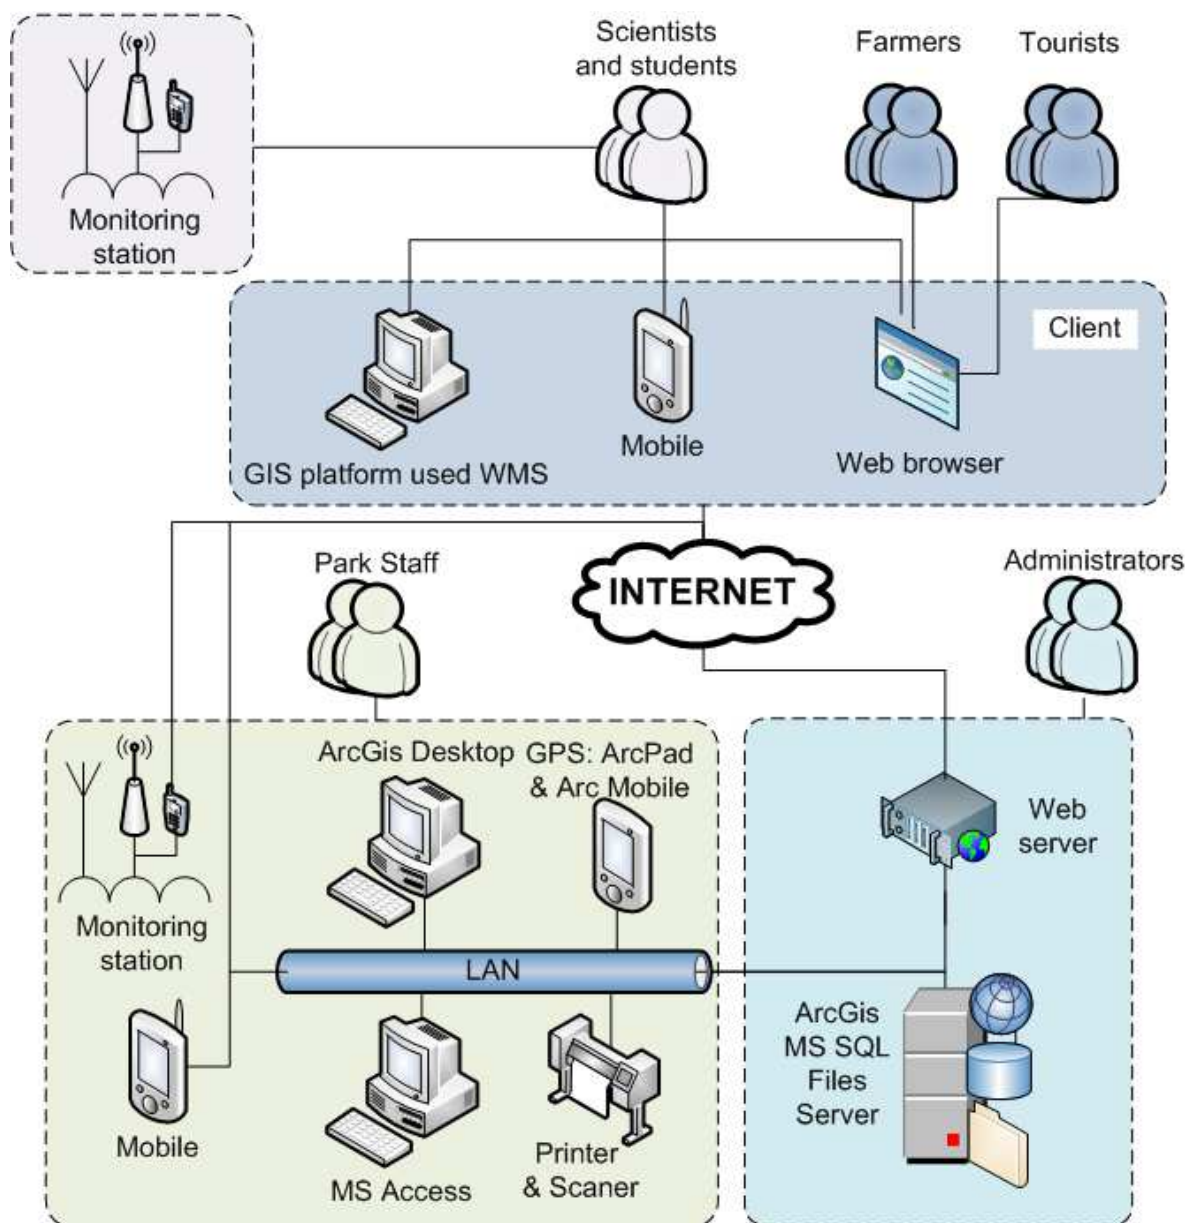 Scientists
and students
Farmers
Tourists
Monitoring
station
Client
GIS platform used WMS
Mobile
Web browser
Park Staff
INTERNET
Administrators
ArcGis Desktop
GPS: ArcPad
& Arc Mobile
Web
server
Monitoring
station
LAN
ArcGis
MS SQL
Files
Server
Mobile
MS Access
Printer
& Scaner